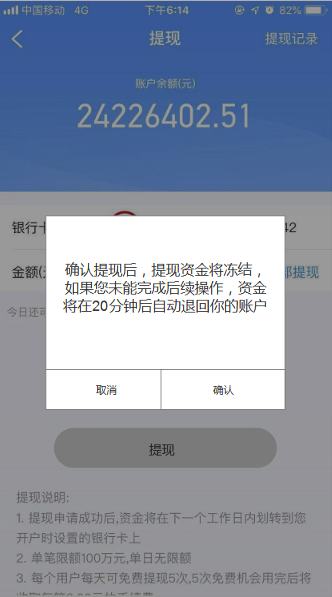 中国移动 4G 下午6:14 82%
提现 提现记录
账户余额(元)
24226402.51
银行卡 42
确认提现后，提现资金将冻结，
如果您未能完成后续操作，资金
将在20分钟后自动退回你的账户
金额(元 部提现
今日还可
取消 确认
提现
提现说明:
1. 提现申请成功后,资金将在下一个工作日内划转到您
开户时设置的银行卡上
2. 单笔限额100万元,单日无限额
3. 每个用户每天可免费提现5次,5次免费机会用完后将